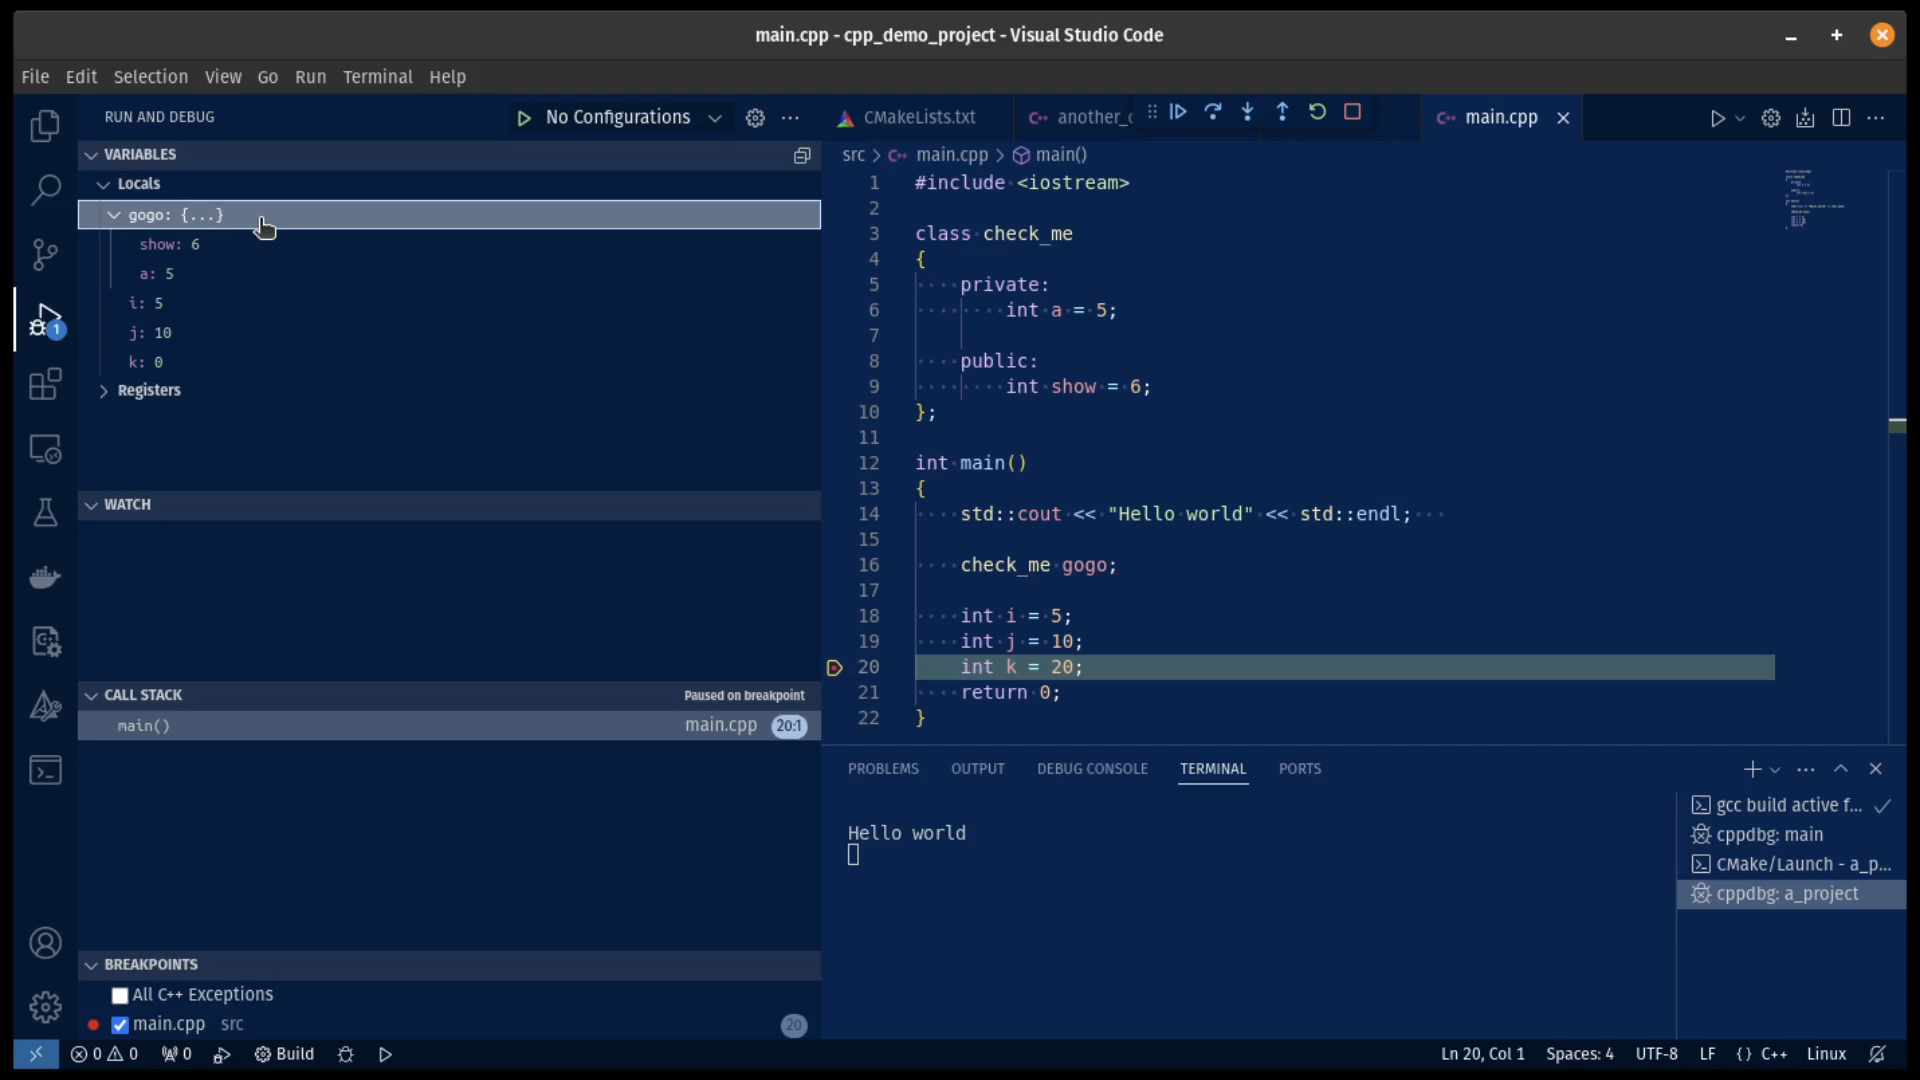 main.cpp - cpp_demo_project - Visual Studio Code
File Edit Selection View Go Run Terminal Help
RUN AND DEBUG
No Configurations
VARIABLES
Locals
gogo: {...}
show: 6
a: 5
i: 5
j: 10
k: 0
Registers
WATCH
CALL STACK
Paused on breakpoint
main()
main.cpp
20:1
BREAKPOINTS
All C++ Exceptions
main.cpp src
20
CMakeLists.txt
another_
main.cpp
src > main.cpp > main()
1 #include <iostream>
2
3 class check_me
4 {
5 private:
6 int a = 5;
7
8 public:
9 int show = 6;
10 };
11
12 int main()
13 {
14 std::cout << "Hello world" << std::endl;
15
16 check_me gogo;
17
18 int i = 5;
19 int j = 10;
20 int k = 20;
21 return 0;
22 }
PROBLEMS OUTPUT DEBUG CONSOLE TERMINAL PORTS
Hello world
gcc build active f...
cppdbg: main
CMake/Launch - a_p...
cppdbg: a_project
1
0 0 0 Build
Ln 20, Col 1 Spaces: 4 UTF-8 LF {} C++ Linux